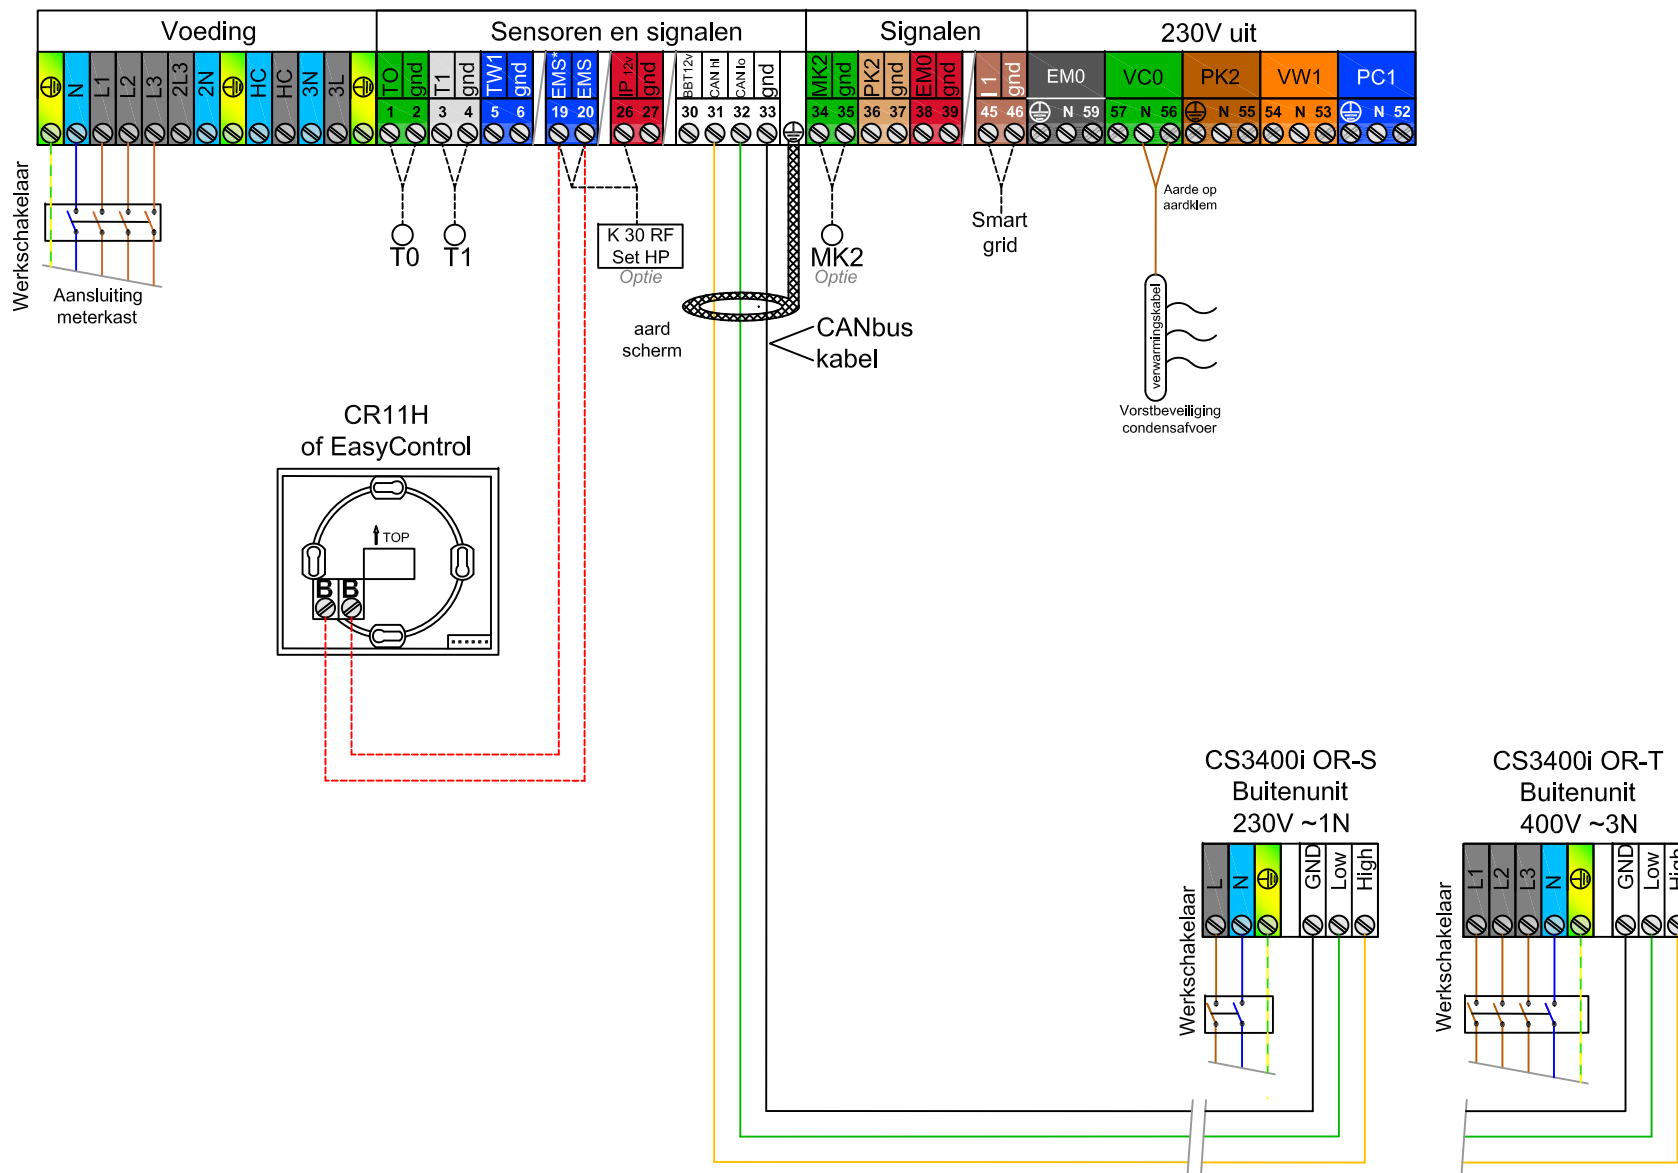 Voeding
Sensoren en signalen
Signalen
230V uit
N
L1
L2
L3
2L3
2N
HC
HC
3N
3L
TO
gnd
T1
gnd
TW1
gnd
EMS*
EMS
IP 12v
gnd
BBT12v
CAN hi
CAN lo
gnd
MK2
gnd
PK2
gnd
EM0
gnd
I 1
gnd
EM0
VC0
PK2
VW1
PC1
1 2 3 4 5 6 19 20 26 27 30 31 32 33 34 35 36 37 38 39 45 46 N 59 57 N 56 N 55 54 N 53 N 52
Werkschakelaar
Aansluiting
meterkast
T0
T1
K 30 RF
Set HP
Optie
MK2
Optie
Smart
grid
Aarde op
aardklem
verwarmingskabel
Vorstbeveiliging
condensafvoer
aard
scherm
CANbus
kabel
CR11H
of EasyControl
TOP
B B
CS3400i OR-S
Buitenunit
230V ~1N
L
N
GND
Low
High
Werkschakelaar
CS3400i OR-T
Buitenunit
400V ~3N
L1
L2
L3
N
GND
Low
High
Werkschakelaar